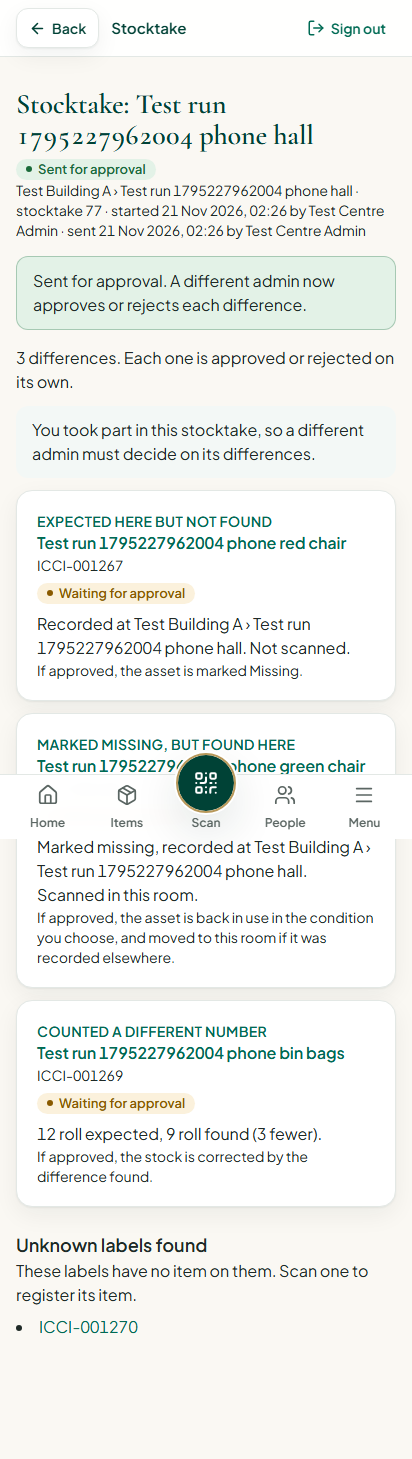 Back
Stocktake
Sign out
Stocktake: Test run
1795227962004 phone hall
Sent for approval
Test Building A › Test run 1795227962004 phone hall ·
stocktake 77 · started 21 Nov 2026, 02:26 by Test Centre
Admin · sent 21 Nov 2026, 02:26 by Test Centre Admin
Sent for approval. A different admin now
approves or rejects each difference.
3 differences. Each one is approved or rejected on
its own.
You took part in this stocktake, so a different
admin must decide on its differences.
EXPECTED HERE BUT NOT FOUND
Test run 1795227962004 phone red chair
ICCI-001267
Waiting for approval
Recorded at Test Building A › Test run
1795227962004 phone hall. Not scanned.
If approved, the asset is marked Missing.
MARKED MISSING, BUT FOUND HERE
Test run phone green chair
Home
Items
Scan
People
Menu
Marked missing, recorded at Test Building A ›
Test run 1795227962004 phone hall.
Scanned in this room.
If approved, the asset is back in use in the condition
you choose, and moved to this room if it was
recorded elsewhere.
COUNTED A DIFFERENT NUMBER
Test run 1795227962004 phone bin bags
ICCI-001269
Waiting for approval
12 roll expected, 9 roll found (3 fewer).
If approved, the stock is corrected by the
difference found.
Unknown labels found
These labels have no item on them. Scan one to
register its item.
ICCI-001270